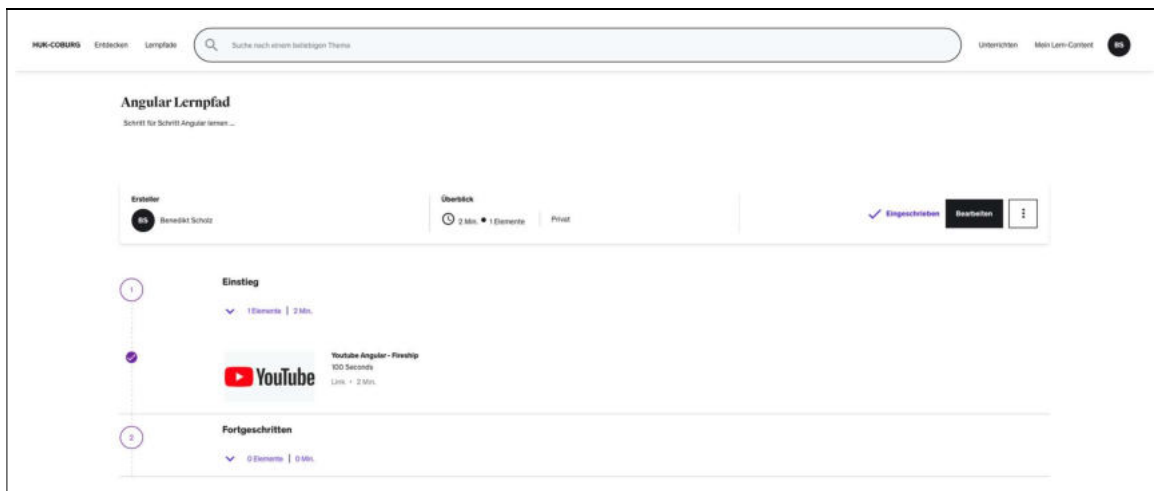 HUK-COBURG Entdecken Lernpfade Suche nach einem beliebigen Thema Unterrichten Mein Lern-Content BS
Angular Lernpfad
Schritt für Schritt Angular lernen ...
Ersteller
BS Benedikt Scholz
Überblick
2 Min. • 1 Elemente Privat
Eingeschrieben Bearbeiten
1 Einstieg
1 Elemente | 2 Min.
YouTube
Youtube Angular - Fireship
100 Seconds
Link • 2 Min.
2 Fortgeschritten
0 Elemente | 0 Min.